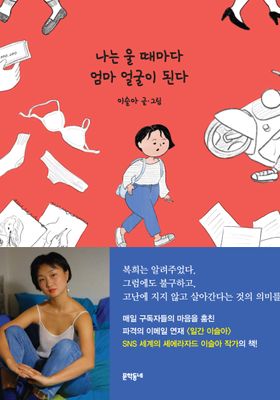 나는 울 때마다
엄마 얼굴이 된다
이슬아 글·그림
복희는 알려주었다,
그럼에도 불구하고,
고난에 지지 않고 살아간다는 것의 의미를
매일 구독자들의 마음을 훔친
파격의 이메일 연재 〈일간 이슬아〉
SNS 세계의 셰에라자드 이슬아 작가의 책!
문학동네